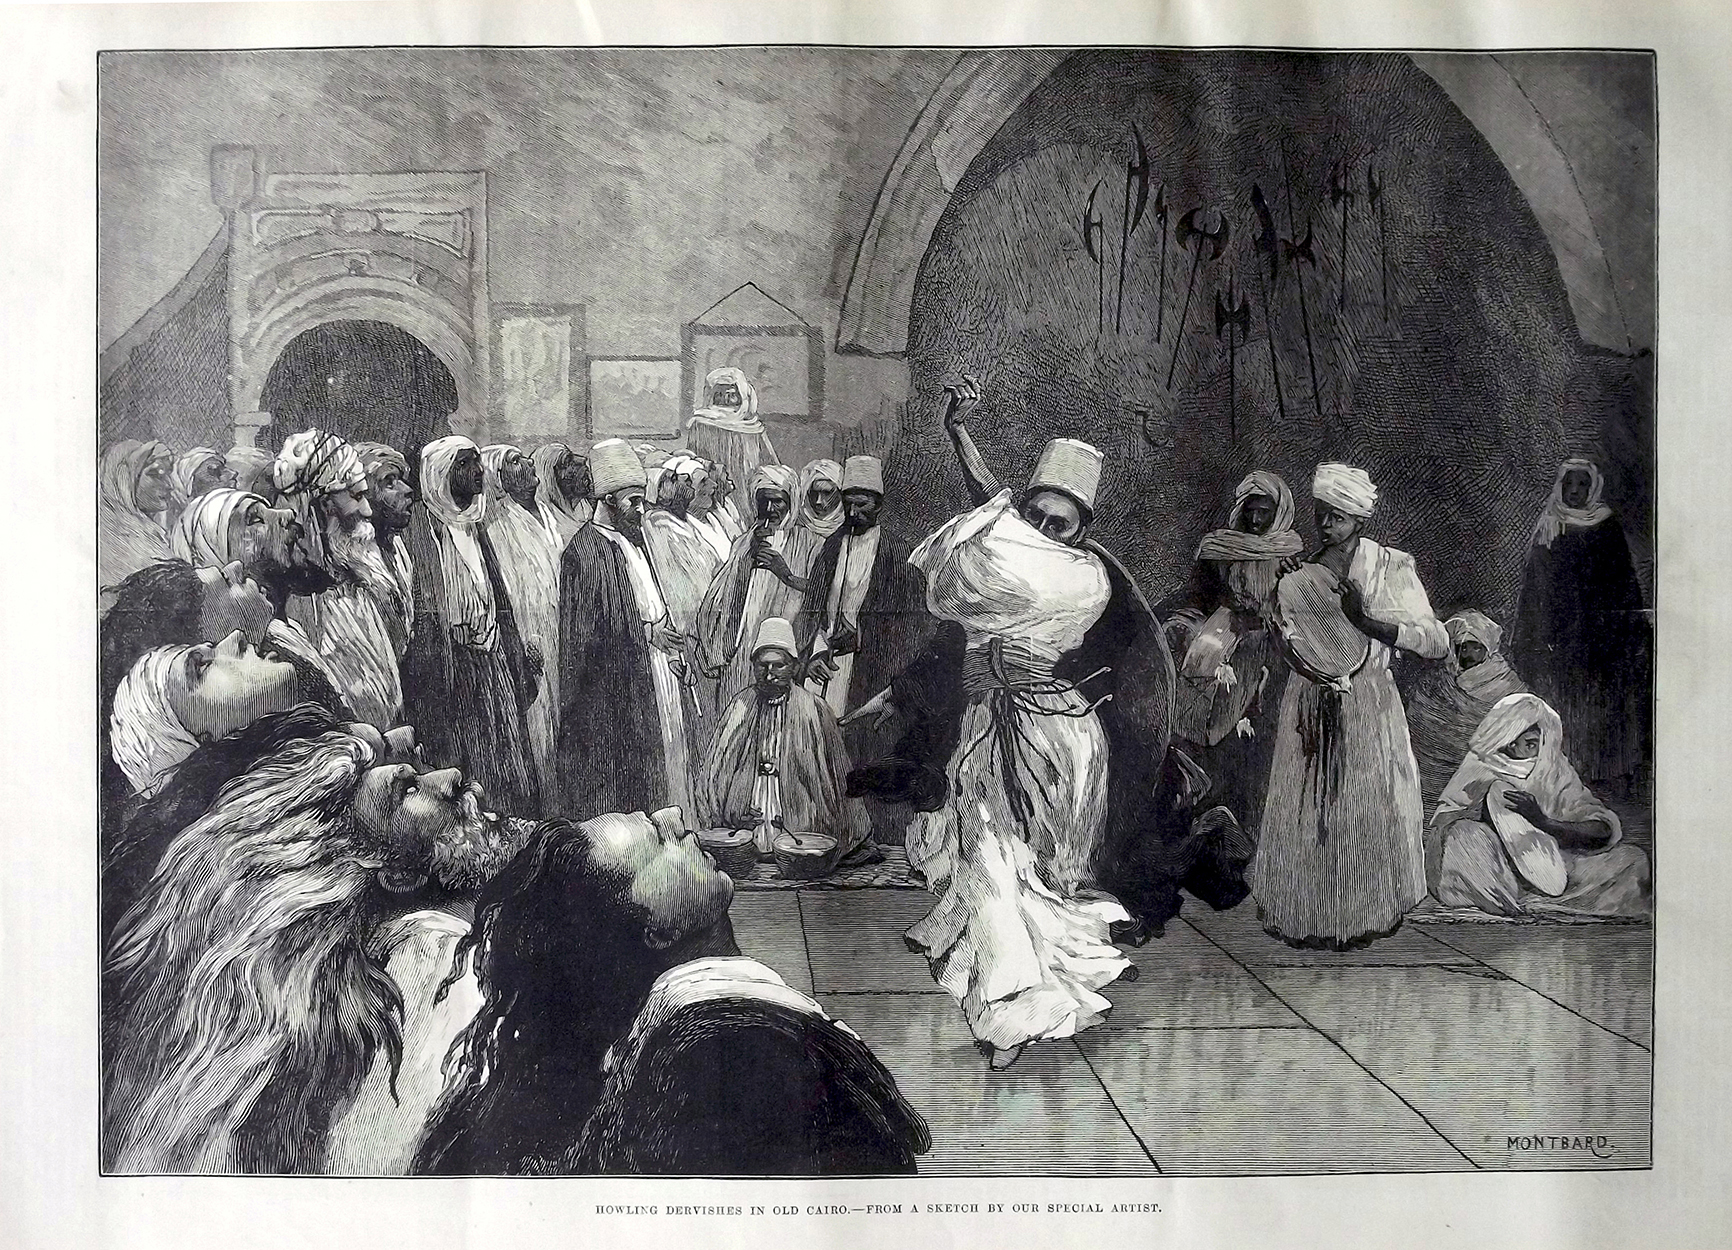 MONTBARD.
HOWLING DERVISHES IN OLD CAIRO.—FROM A SKETCH BY OUR SPECIAL ARTIST.